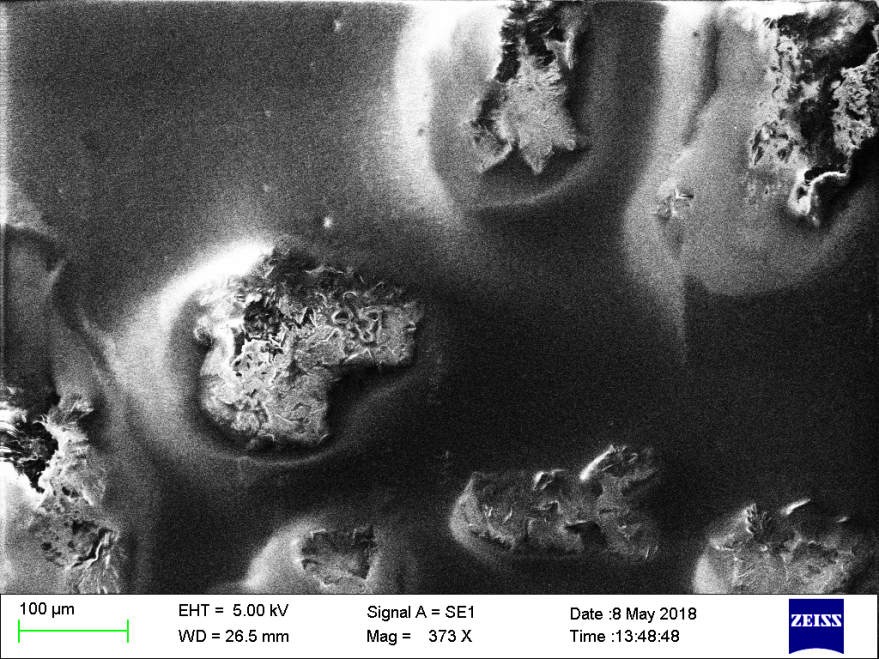 100 µm
EHT = 5.00 kV
Signal A = SE1
Date :8 May 2018
ZEISS
WD = 26.5 mm
Mag = 373 X
Time :13:48:48